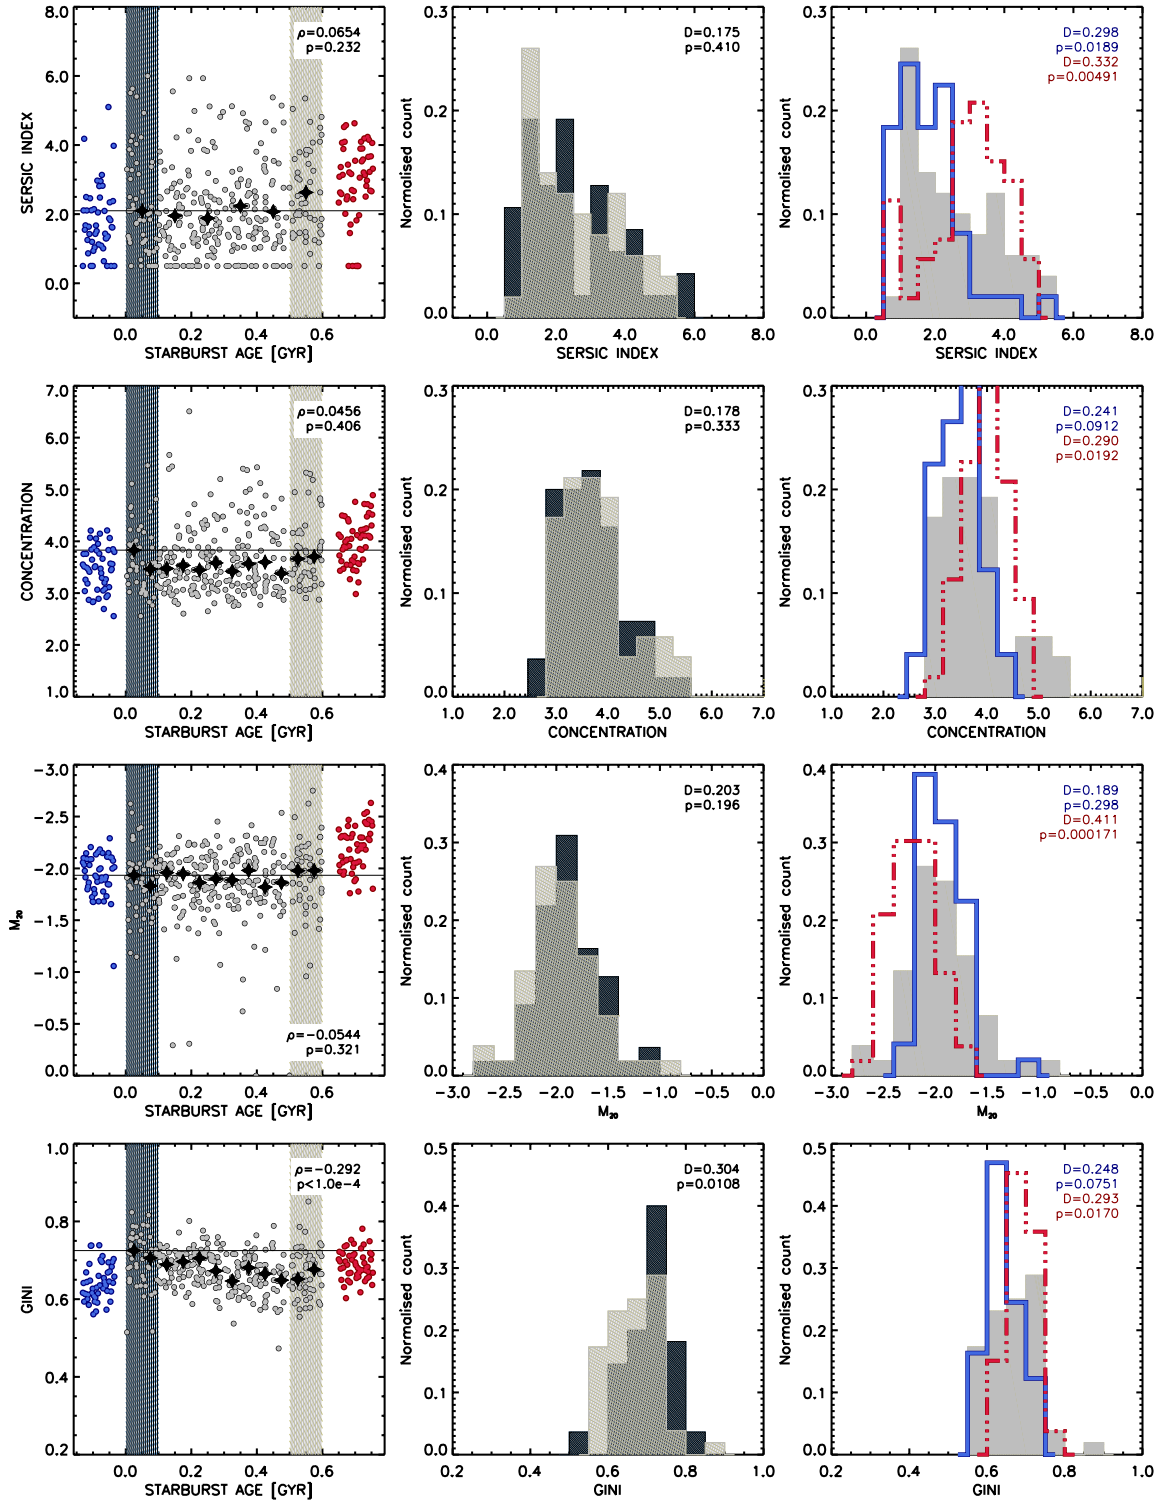 8.0
6.0
4.0
2.0
0.0
SERSIC INDEX
ρ=0.0654
p=0.232
0.0 0.2 0.4 0.6
STARBURST AGE [GYR]
0.3
0.2
0.1
0.0
Normalised count
D=0.175
p=0.410
0.0 2.0 4.0 6.0 8.0
SERSIC INDEX
0.3
0.2
0.1
0.0
Normalised count
D=0.298
p=0.0189
D=0.332
p=0.00491
0.0 2.0 4.0 6.0 8.0
SERSIC INDEX
7.0
6.0
5.0
4.0
3.0
2.0
1.0
CONCENTRATION
ρ=0.0456
p=0.406
0.0 0.2 0.4 0.6
STARBURST AGE [GYR]
0.3
0.2
0.1
0.0
Normalised count
D=0.178
p=0.333
1.0 2.0 3.0 4.0 5.0 6.0 7.0
CONCENTRATION
0.3
0.2
0.1
0.0
Normalised count
D=0.241
p=0.0912
D=0.290
p=0.0192
1.0 2.0 3.0 4.0 5.0 6.0 7.0
CONCENTRATION
−3.0
−2.5
−2.0
−1.5
−1.0
−0.5
0.0
M₂₀
ρ=−0.0544
p=0.321
0.0 0.2 0.4 0.6
STARBURST AGE [GYR]
0.4
0.3
0.2
0.1
0.0
Normalised count
D=0.203
p=0.196
−3.0 −2.5 −2.0 −1.5 −1.0 −0.5 0.0
M₂₀
0.4
0.3
0.2
0.1
0.0
Normalised count
D=0.189
p=0.298
D=0.411
p=0.000171
−3.0 −2.5 −2.0 −1.5 −1.0 −0.5 0.0
M₂₀
1.0
0.8
0.6
0.4
0.2
GINI
ρ=−0.292
p<1.0e−4
0.0 0.2 0.4 0.6
STARBURST AGE [GYR]
0.5
0.4
0.3
0.2
0.1
0.0
Normalised count
D=0.304
p=0.0108
0.2 0.4 0.6 0.8 1.0
GINI
0.5
0.4
0.3
0.2
0.1
0.0
Normalised count
D=0.248
p=0.0751
D=0.293
p=0.0170
0.2 0.4 0.6 0.8 1.0
GINI